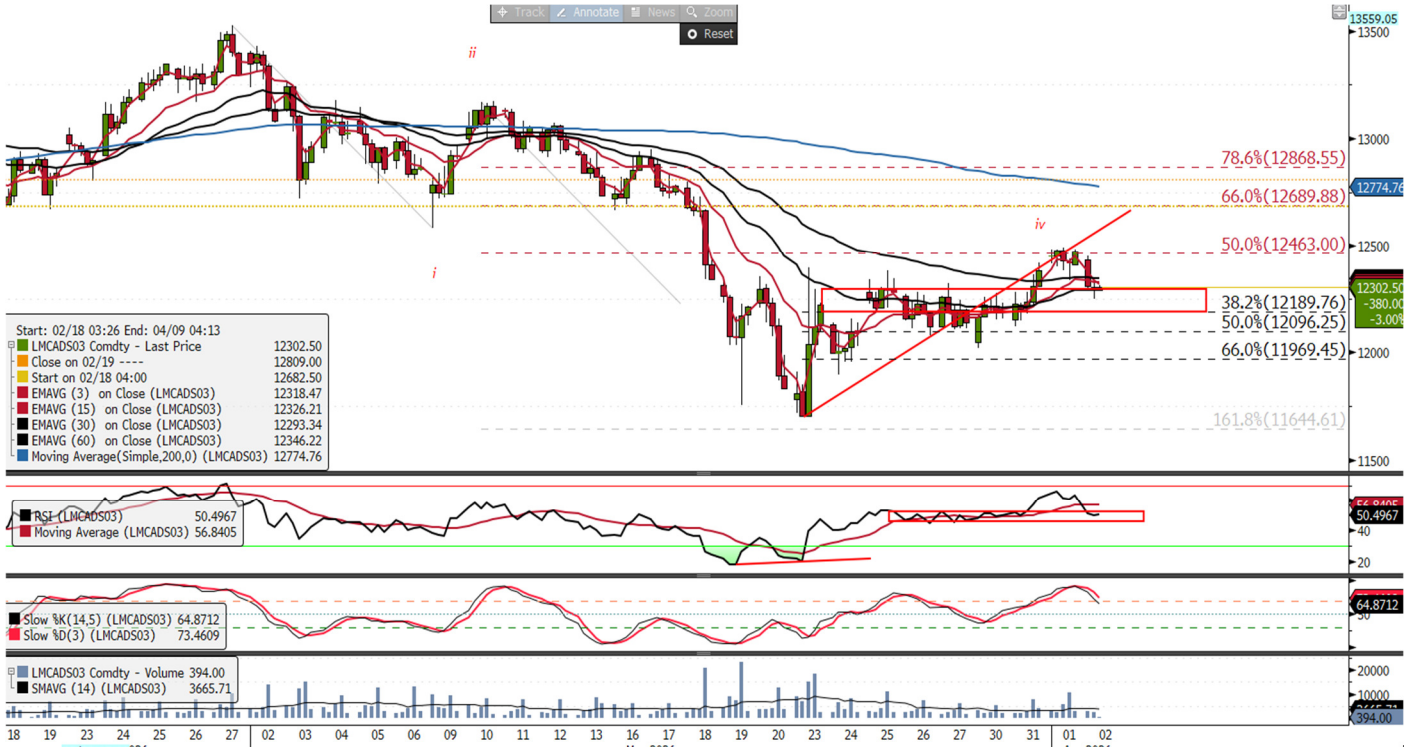 Track Annotate News Zoom
Reset
13559.05
13500
ii
13000
78.6%(12868.55)
12774.76
66.0%(12689.88)
iv
12500
50.0%(12463.00)
i
12302.50
-380.00
-3.00%
38.2%(12189.76)
50.0%(12096.25)
12000
66.0%(11969.45)
161.8%(11644.61)
11500
Start: 02/18 03:26 End: 04/09 04:13
LMCADS03 Comdty - Last Price 12302.50
Close on 02/19 ---- 12809.00
Start on 02/18 04:00 12682.50
EMAVG (3) on Close (LMCADS03) 12318.47
EMAVG (15) on Close (LMCADS03) 12326.21
EMAVG (30) on Close (LMCADS03) 12293.34
EMAVG (60) on Close (LMCADS03) 12346.22
Moving Average(Simple,200,0) (LMCADS03) 12774.76
RSI (LMCADS03) 50.4967
Moving Average (LMCADS03) 56.8405
56.8405
50.4967
40
20
Slow %K(14,5) (LMCADS03) 64.8712
Slow %D(3) (LMCADS03) 73.4609
64.8712
50
LMCADS03 Comdty - Volume 394.00
SMAVG (14) (LMCADS03) 3665.71
20000
10000
3665.71
394.00
18 19 23 24 25 26 27 02 03 04 05 06 09 10 11 12 13 16 17 18 19 20 23 24 25 26 27 30 31 01 02